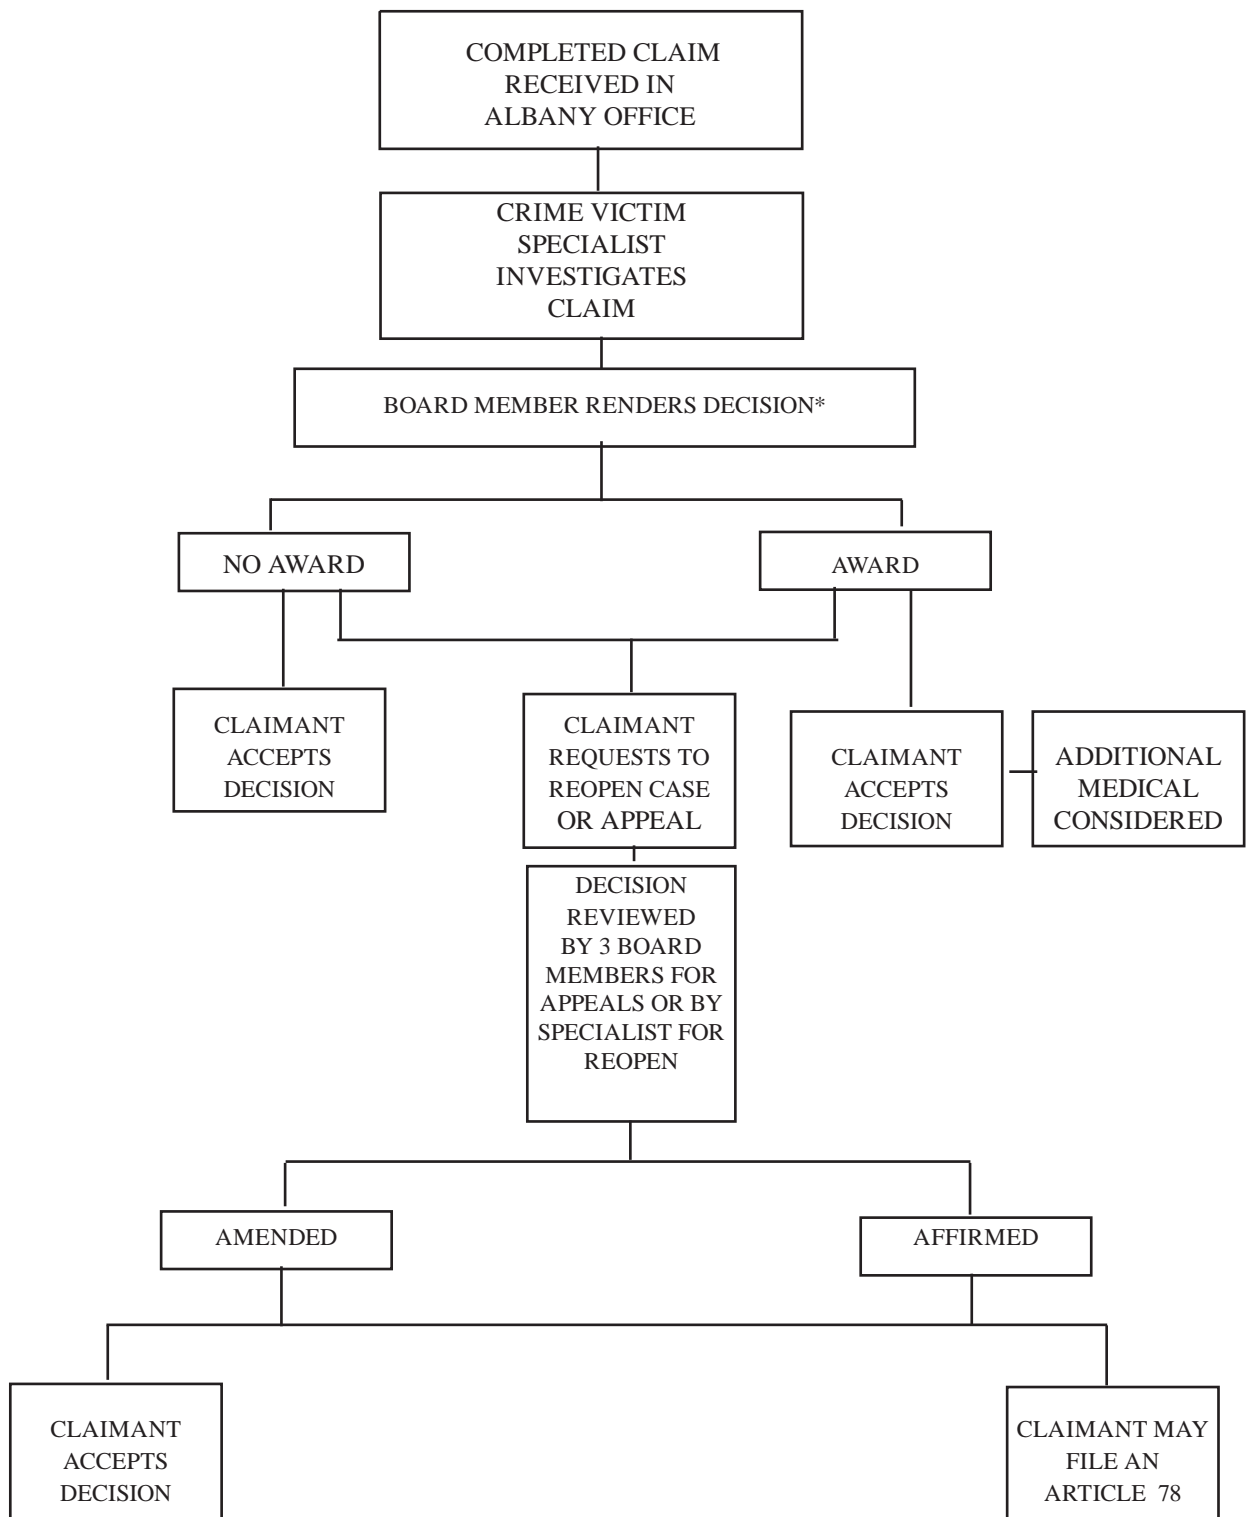 COMPLETED CLAIM
RECEIVED IN
ALBANY OFFICE
CRIME VICTIM
SPECIALIST
INVESTIGATES
CLAIM
BOARD MEMBER RENDERS DECISION*
NO AWARD
AWARD
CLAIMANT
ACCEPTS
DECISION
CLAIMANT
REQUESTS TO
REOPEN CASE
OR APPEAL
CLAIMANT
ACCEPTS
DECISION
ADDITIONAL
MEDICAL
CONSIDERED
DECISION
REVIEWED
BY 3 BOARD
MEMBERS FOR
APPEALS OR BY
SPECIALIST FOR
REOPEN
AMENDED
AFFIRMED
CLAIMANT
ACCEPTS
DECISION
CLAIMANT MAY
FILE AN
ARTICLE 78